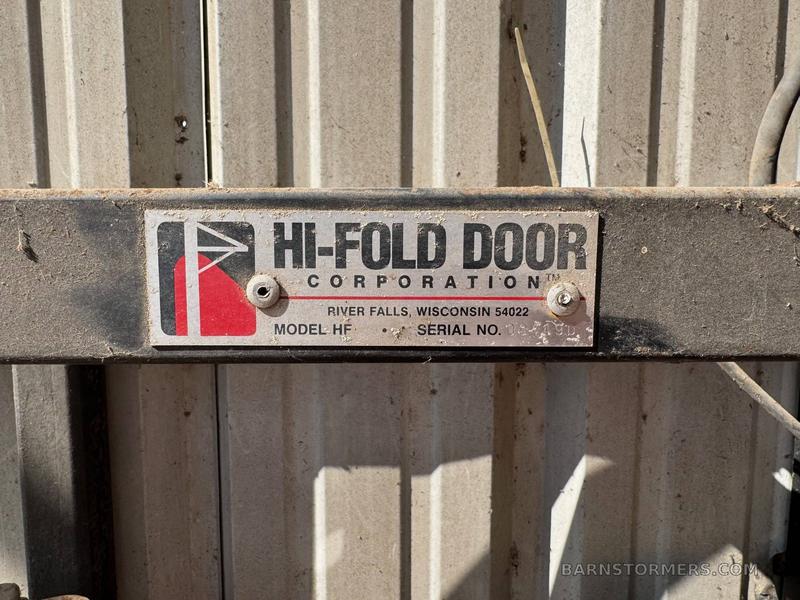 HI-FOLD DOOR
CORPORATION™
RIVER FALLS, WISCONSIN 54022
MODEL HF • • SERIAL NO.
BARNSTORMERS.COM